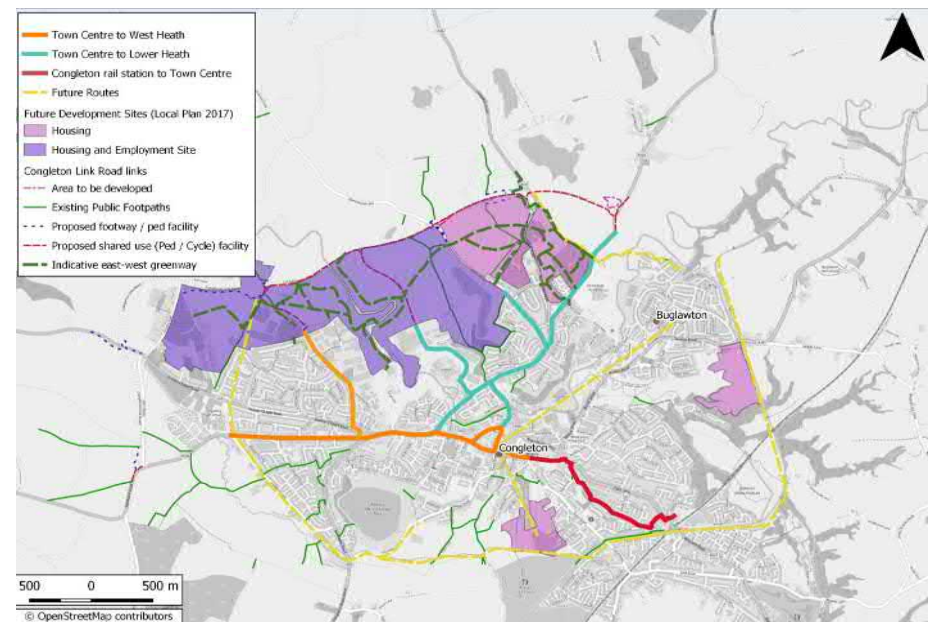 Town Centre to West Heath
Town Centre to Lower Heath
Congleton rail station to Town Centre
Future Routes
Future Development Sites (Local Plan 2017)
Housing
Housing and Employment Site
Congleton Link Road links
Area to be developed
Existing Public Footpaths
Proposed footway / ped facility
Proposed shared use (Ped / Cycle) facility
Indicative east-west greenway
Buglawton
Congleton
500 0 500 m
© OpenStreetMap contributors